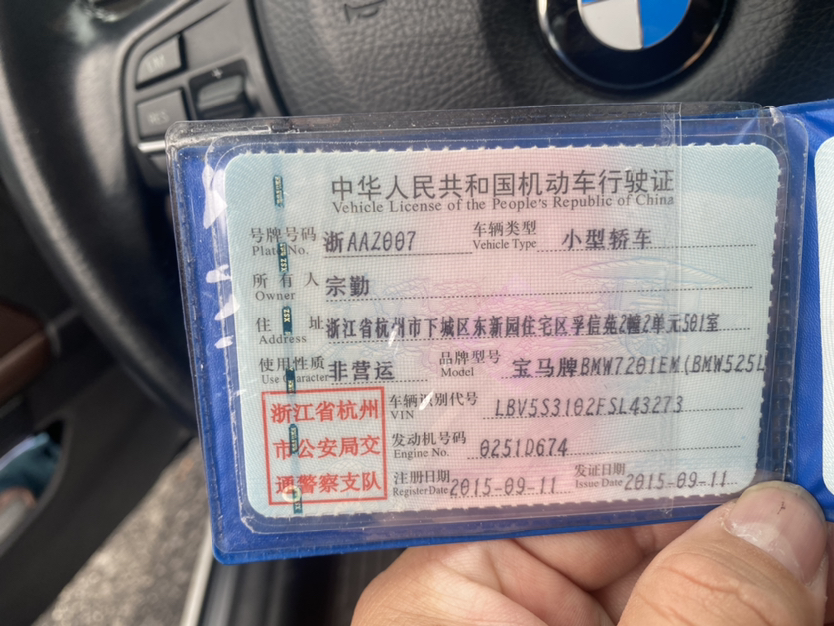 中华人民共和国机动车行驶证
Vehicle License of the People's Republic of China
号牌号码 浙AAZ007 车辆类型 小型轿车
Plate No. Vehicle Type
所有人 宗勤
Owner
住址 浙江省杭州市下城区东新园住宅区孚信苑2幢2单元501室
Address
使用性质 非营运 品牌型号 宝马牌BMW7201EM(BMW525L
Use Character Model
浙江省杭州
市公安局交
通警察支队
车辆识别代号 LBV5S3102FSL43273
VIN
发动机号码 0251D674
Engine No.
注册日期 2015-09-11 发证日期 2015-09-11
Register Date Issue Date